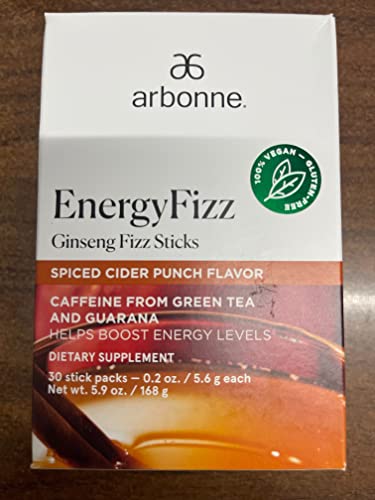 arbonne.
100% VEGAN — GLUTEN-FREE
EnergyFizz
Ginseng Fizz Sticks
SPICED CIDER PUNCH FLAVOR
CAFFEINE FROM GREEN TEA
AND GUARANA
HELPS BOOST ENERGY LEVELS
DIETARY SUPPLEMENT
30 stick packs — 0.2 oz. / 5.6 g each
Net wt. 5.9 oz. / 168 g